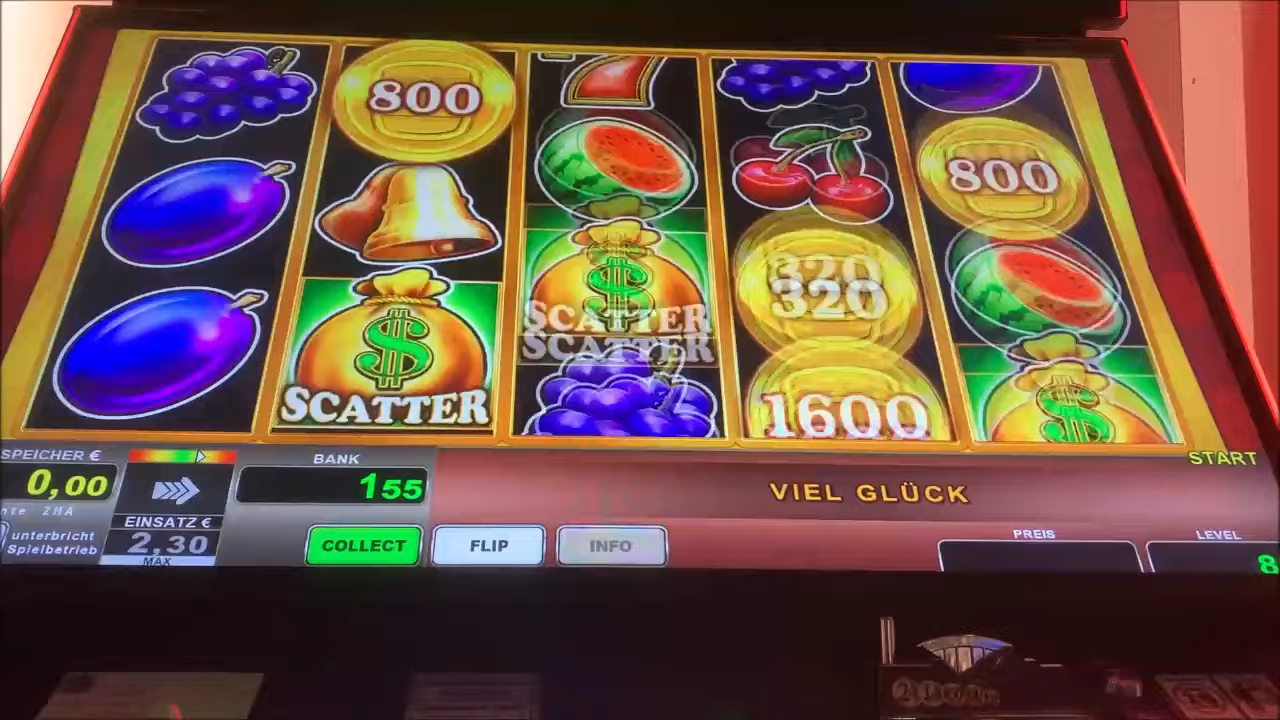 800
800
320
320
SCATTER
SCATTER
SCATTER
1600
START
SPEICHER €
0,00
BANK
155
VIEL GLÜCK
EINSATZ €
2,30
MAX
unterbricht
Spielbetrieb
COLLECT
FLIP
INFO
PREIS
LEVEL
8